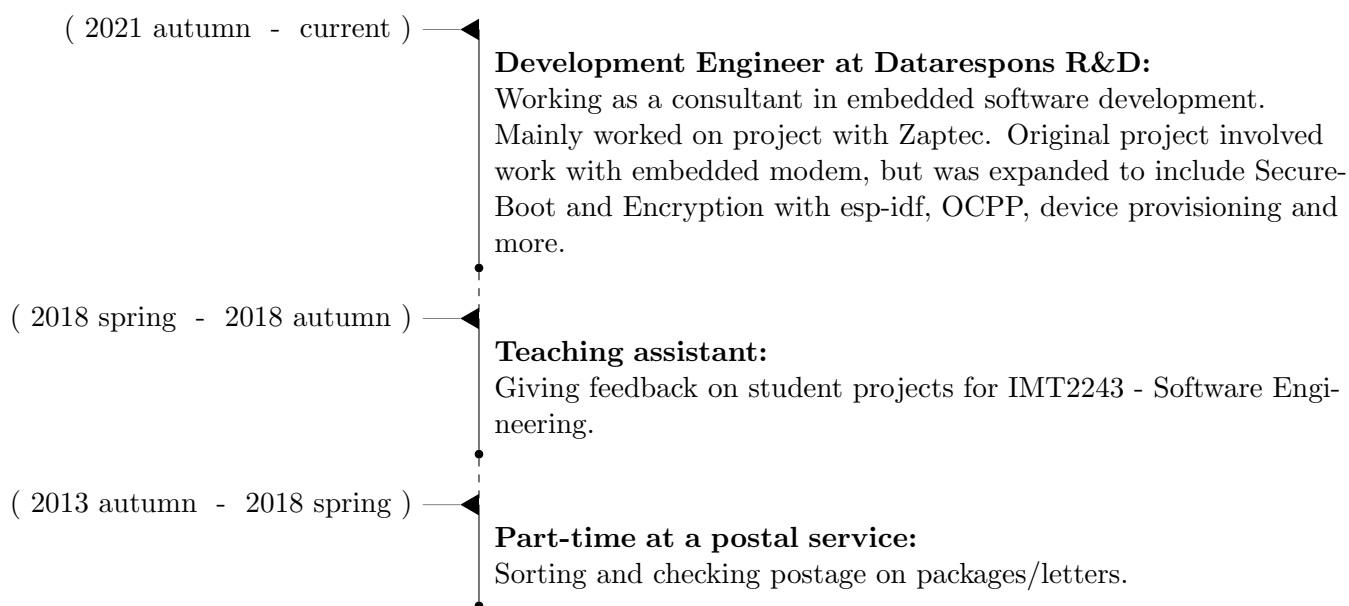 ( 2021 autumn - current )
Development Engineer at Datarespons R&D:
Working as a consultant in embedded software development.
Mainly worked on project with Zaptec. Original project involved
work with embedded modem, but was expanded to include Secure-
Boot and Encryption with esp-idf, OCPP, device provisioning and
more.
( 2018 spring - 2018 autumn )
Teaching assistant:
Giving feedback on student projects for IMT2243 - Software Engi-
neering.
( 2013 autumn - 2018 spring )
Part-time at a postal service:
Sorting and checking postage on packages/letters.